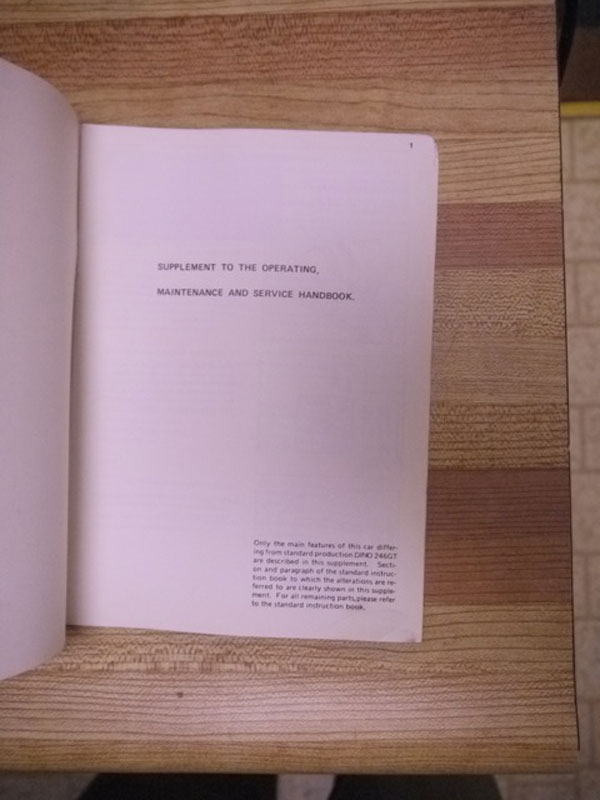 1
SUPPLEMENT TO THE OPERATING,
MAINTENANCE AND SERVICE HANDBOOK.
Only the main features of this car differ-
ing from standard production DINO 246GT
are described in this supplement. Secti-
on and paragraph of the standard instruc-
tion book to which the alterations are re-
ferred to are clearly shown in this supple-
ment. For all remaining parts,please refer
to the standard instruction book.